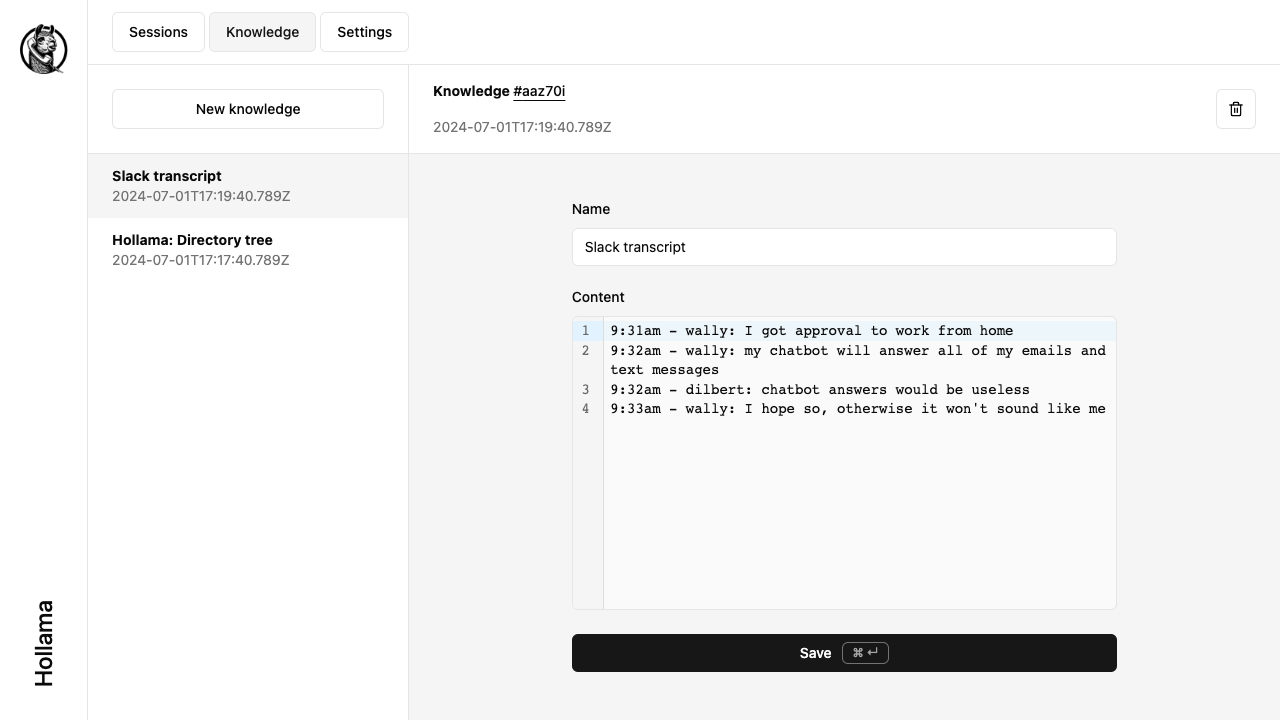 Sessions
Knowledge
Settings
New knowledge
Slack transcript
2024-07-01T17:19:40.789Z
Hollama: Directory tree
2024-07-01T17:17:40.789Z
Hollama
Knowledge #aaz70i
2024-07-01T17:19:40.789Z
Name
Slack transcript
Content
1 9:31am - wally: I got approval to work from home
2 9:32am - wally: my chatbot will answer all of my emails and
text messages
3 9:32am - dilbert: chatbot answers would be useless
4 9:33am - wally: I hope so, otherwise it won't sound like me
Save ⌘ ↵